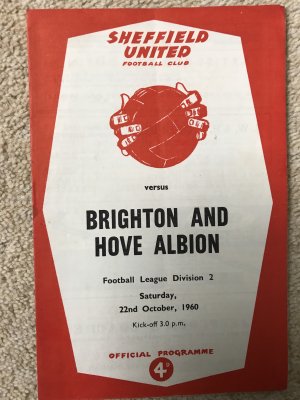 SHEFFIELD
UNITED
FOOTBALL CLUB
versus
BRIGHTON AND
HOVE ALBION
Football League Division 2
Saturday,
22nd October, 1960
Kick-off 3.0 p.m.
OFFICIAL PROGRAMME
4D